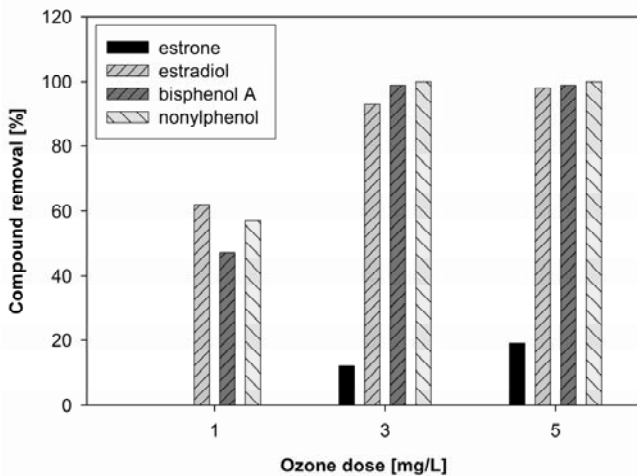 120
100
80
60
40
20
0
Compound removal [%]
estrone
estradiol
bisphenol A
nonylphenol
1 3 5
Ozone dose [mg/L]